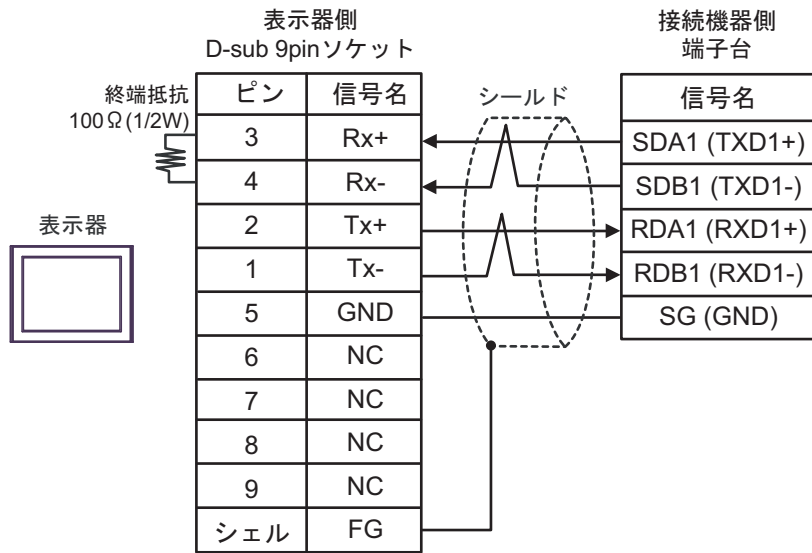 表示器側
D-sub 9pinソケット
接続機器側
端子台
終端抵抗
100Ω(1/2W)
ピン 信号名 シールド 信号名
3 Rx+ SDA1 (TXD1+)
4 Rx- SDB1 (TXD1-)
表示器
2 Tx+ RDA1 (RXD1+)
1 Tx- RDB1 (RXD1-)
5 GND SG (GND)
6 NC
7 NC
8 NC
9 NC
シェル FG